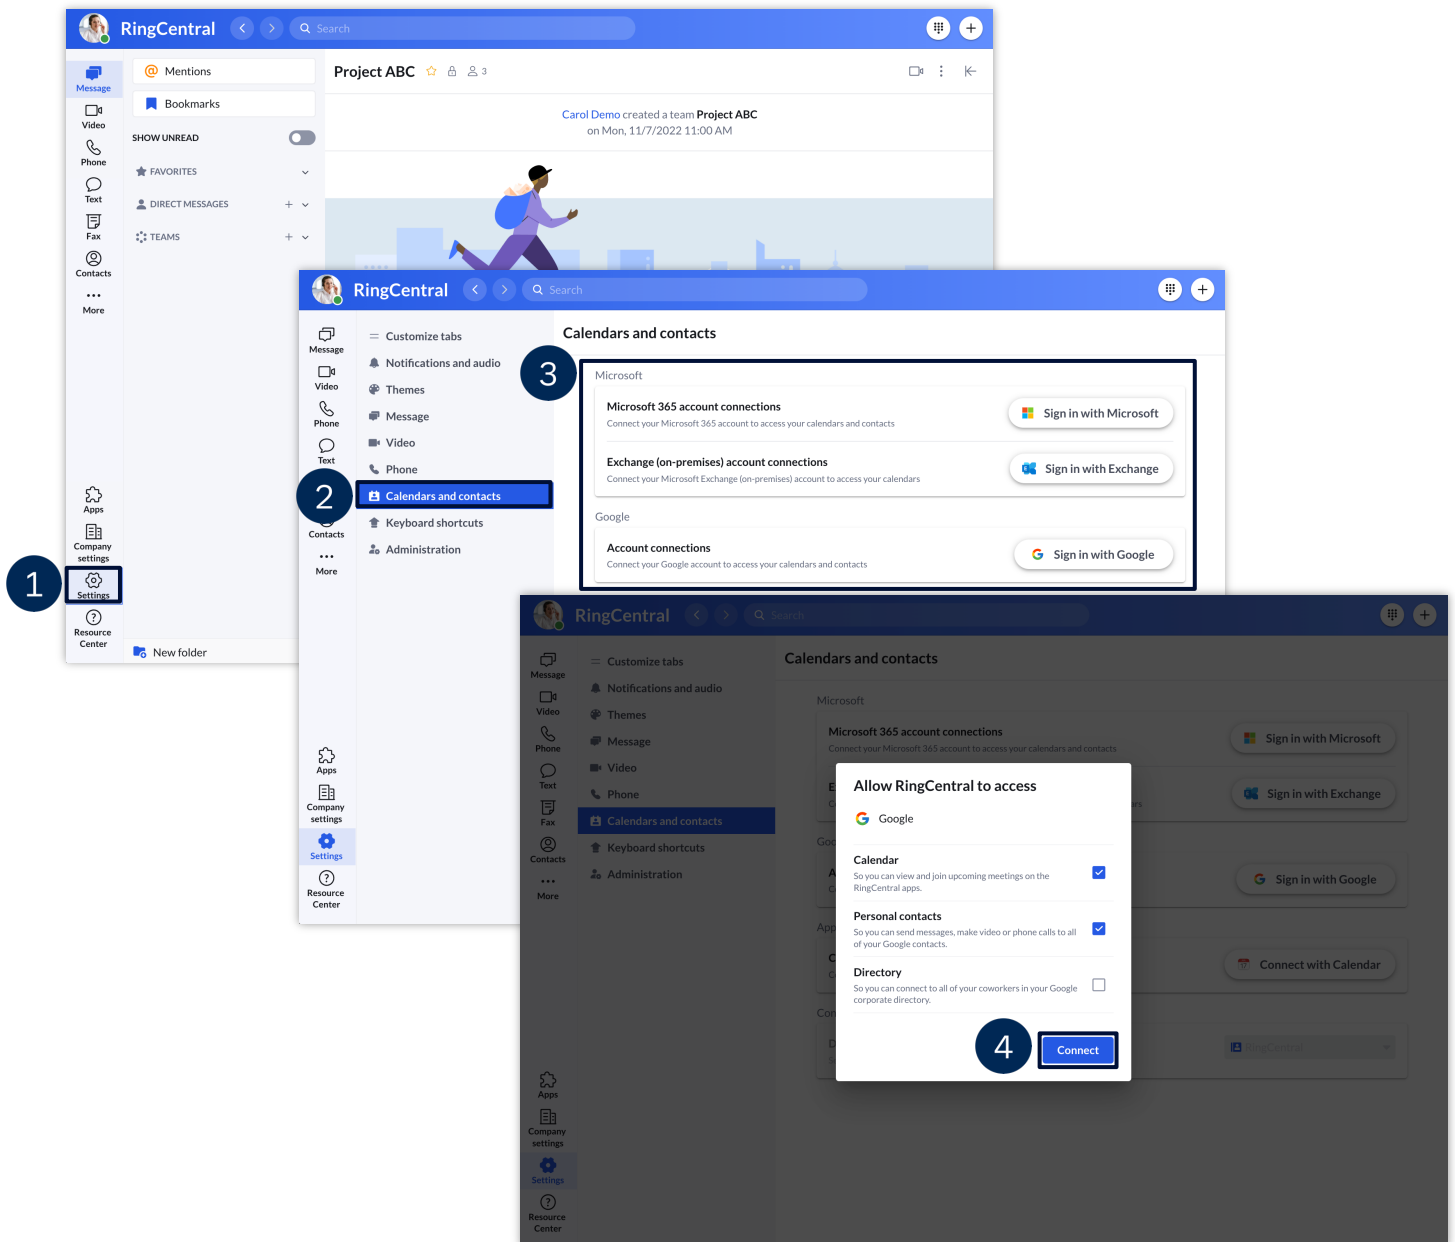 RingCentral
Search
Message
Video
Phone
Text
Fax
Contacts
More
Apps
Company
settings
1
Settings
Resource
Center
Mentions
Bookmarks
SHOW UNREAD
FAVORITES
DIRECT MESSAGES
TEAMS
New folder
Project ABC 3
Carol Demo created a team Project ABC
on Mon, 11/7/2022 11:00 AM
RingCentral
Search
Message
Video
Phone
Text
Contacts
More
Apps
Company
settings
Settings
Resource
Center
Customize tabs
Notifications and audio
Themes
Message
Video
Phone
2
Calendars and contacts
Keyboard shortcuts
Administration
Calendars and contacts
3
Microsoft
Microsoft 365 account connections
Connect your Microsoft 365 account to access your calendars and contacts
Sign in with Microsoft
Exchange (on-premises) account connections
Connect your Microsoft Exchange (on-premises) account to access your calendars
Sign in with Exchange
Google
Account connections
Connect your Google account to access your calendars and contacts
Sign in with Google
RingCentral
Search
Message
Video
Phone
Text
Fax
Contacts
More
Apps
Company
settings
Settings
Resource
Center
Customize tabs
Notifications and audio
Themes
Message
Video
Phone
Calendars and contacts
Keyboard shortcuts
Administration
Calendars and contacts
Microsoft
Microsoft 365 account connections
Connect your Microsoft 365 account to access your calendars and contacts
Sign in with Microsoft
Sign in with Exchange
Sign in with Google
Connect with Calendar
RingCentral
Allow RingCentral to access
Google
Calendar
So you can view and join upcoming meetings on the
RingCentral apps.
Personal contacts
So you can send messages, make video or phone calls to all
of your Google contacts.
Directory
So you can connect to all of your coworkers in your Google
corporate directory.
4
Connect